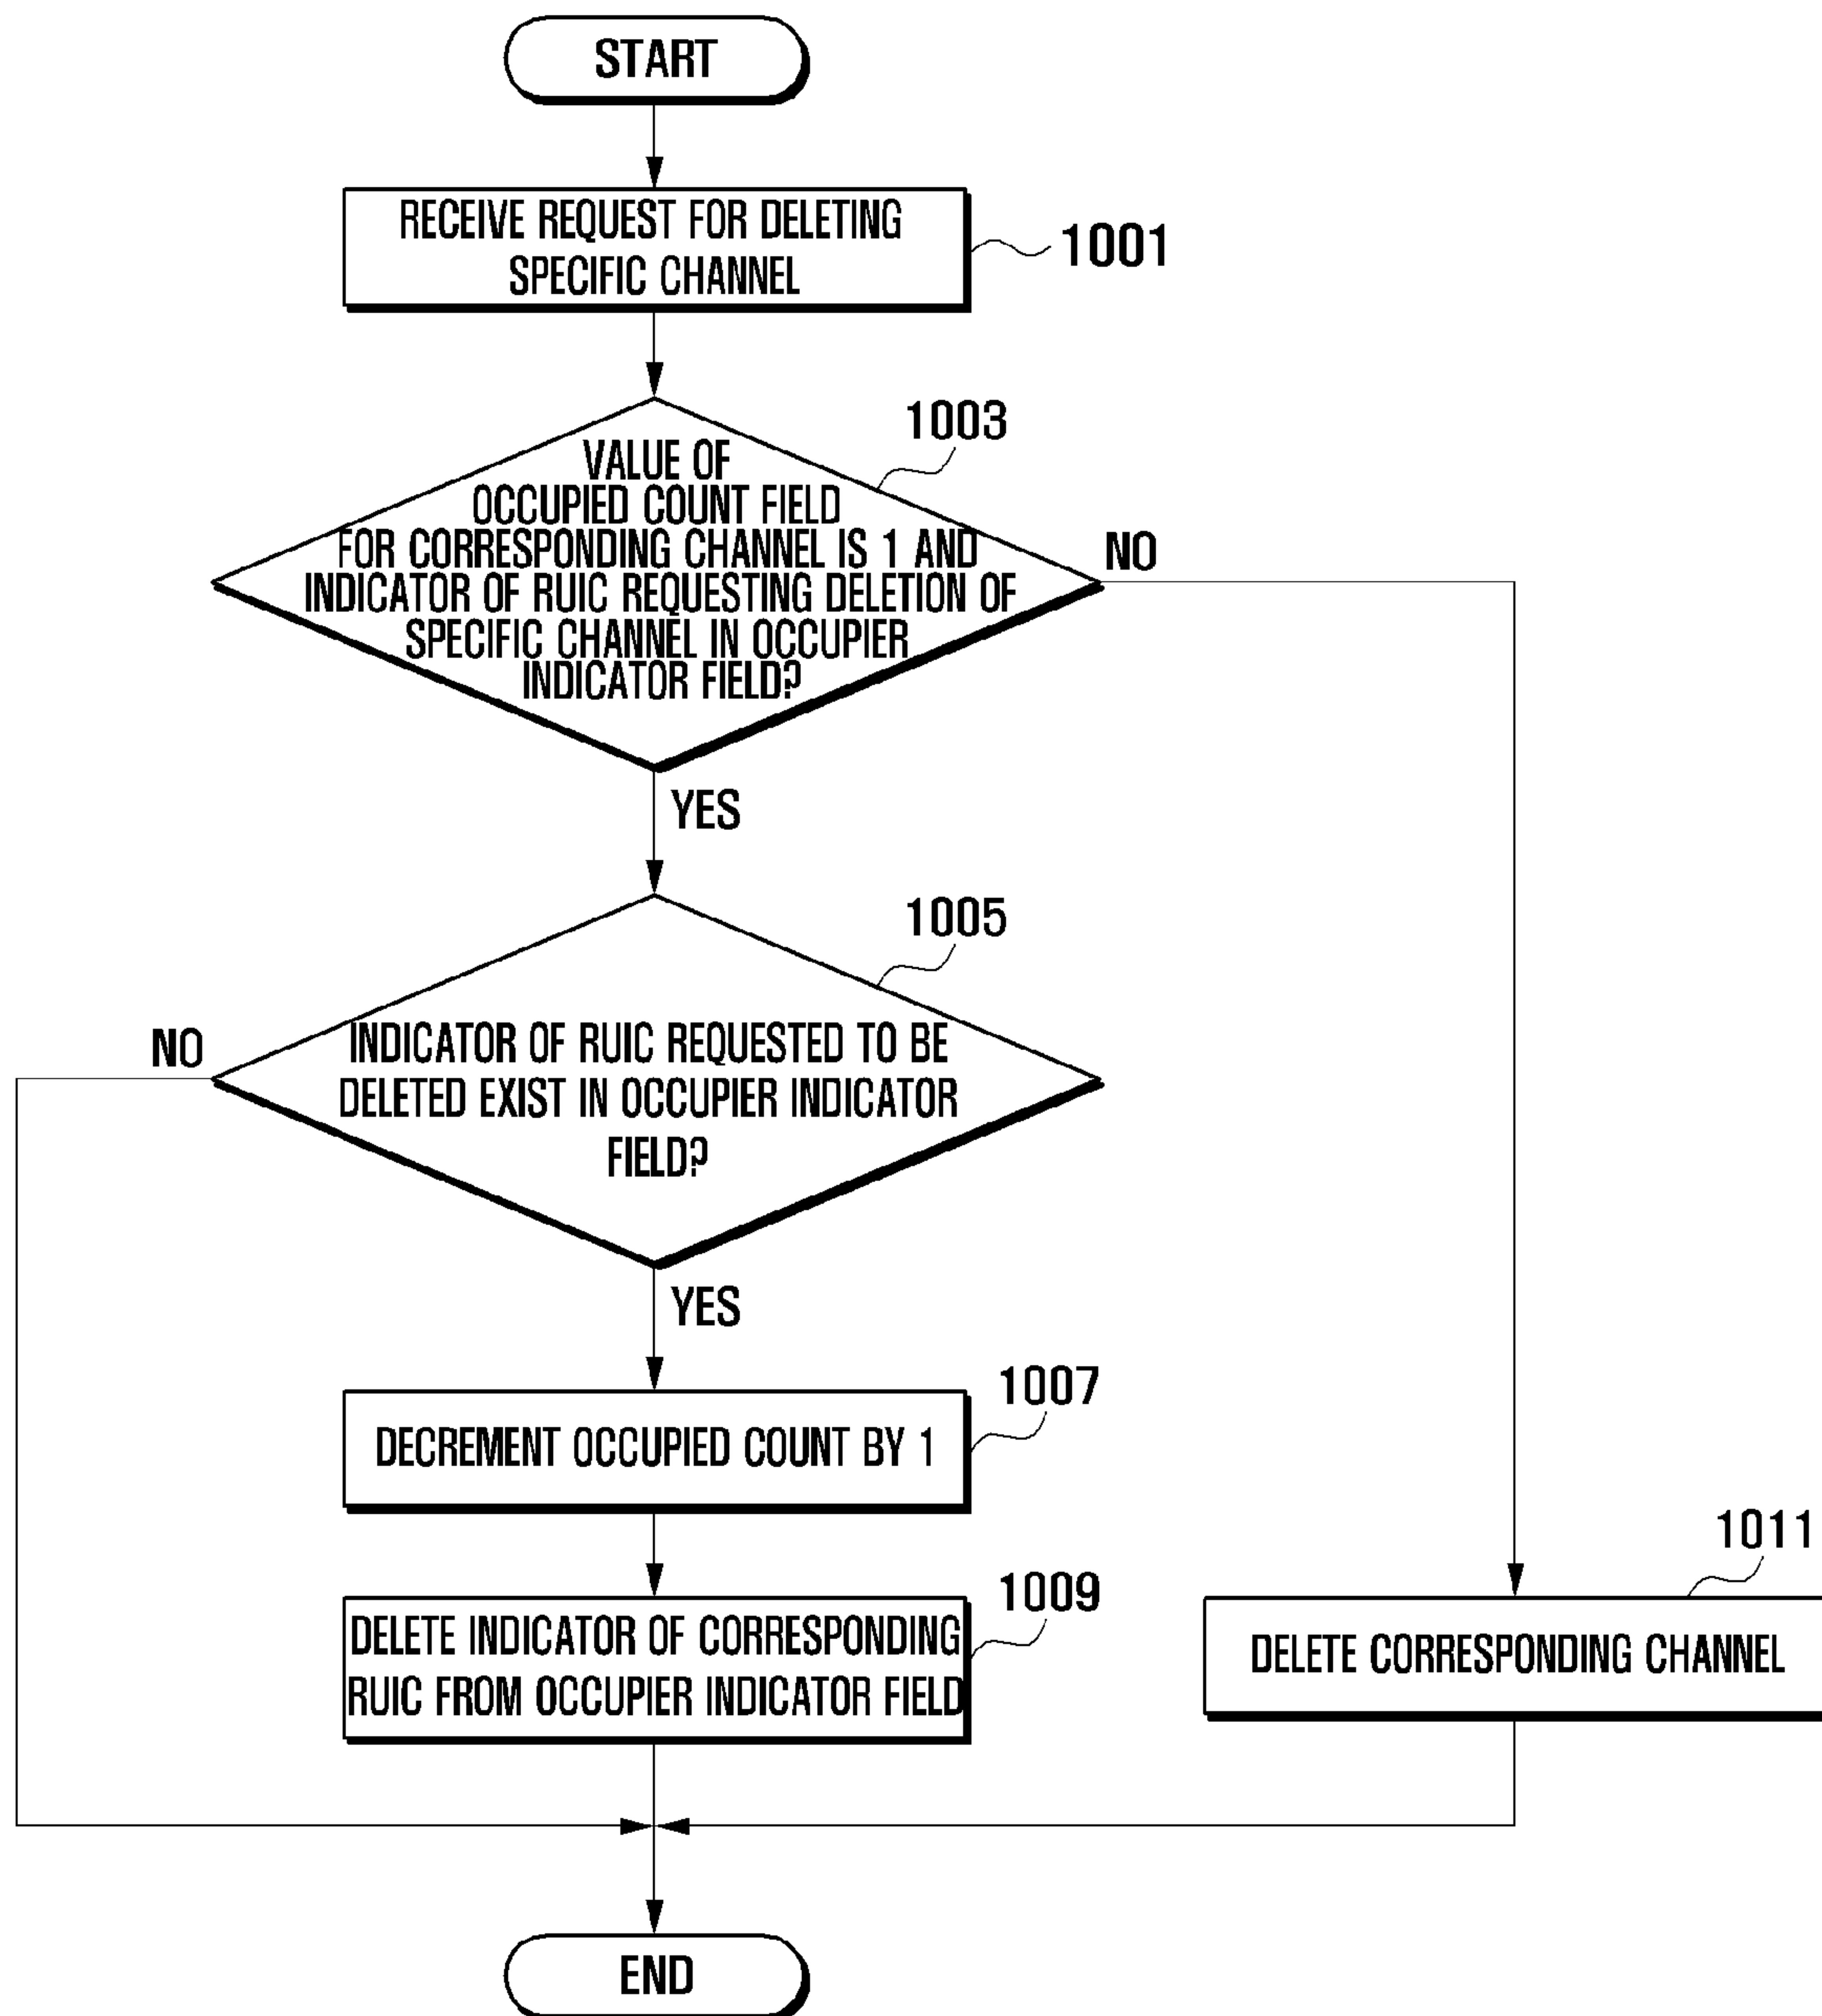 START
RECEIVE REQUEST FOR DELETING
SPECIFIC CHANNEL
1001
1003
VALUE OF
OCCUPIED COUNT FIELD
FOR CORRESPONDING CHANNEL IS 1 AND
INDICATOR OF RUIC REQUESTING DELETION OF
SPECIFIC CHANNEL IN OCCUPIER
INDICATOR FIELD?
NO
YES
1005
NO
INDICATOR OF RUIC REQUESTED TO BE
DELETED EXIST IN OCCUPIER INDICATOR
FIELD?
YES
1007
DECREMENT OCCUPIED COUNT BY 1
1009
DELETE INDICATOR OF CORRESPONDING
RUIC FROM OCCUPIER INDICATOR FIELD
1011
DELETE CORRESPONDING CHANNEL
END